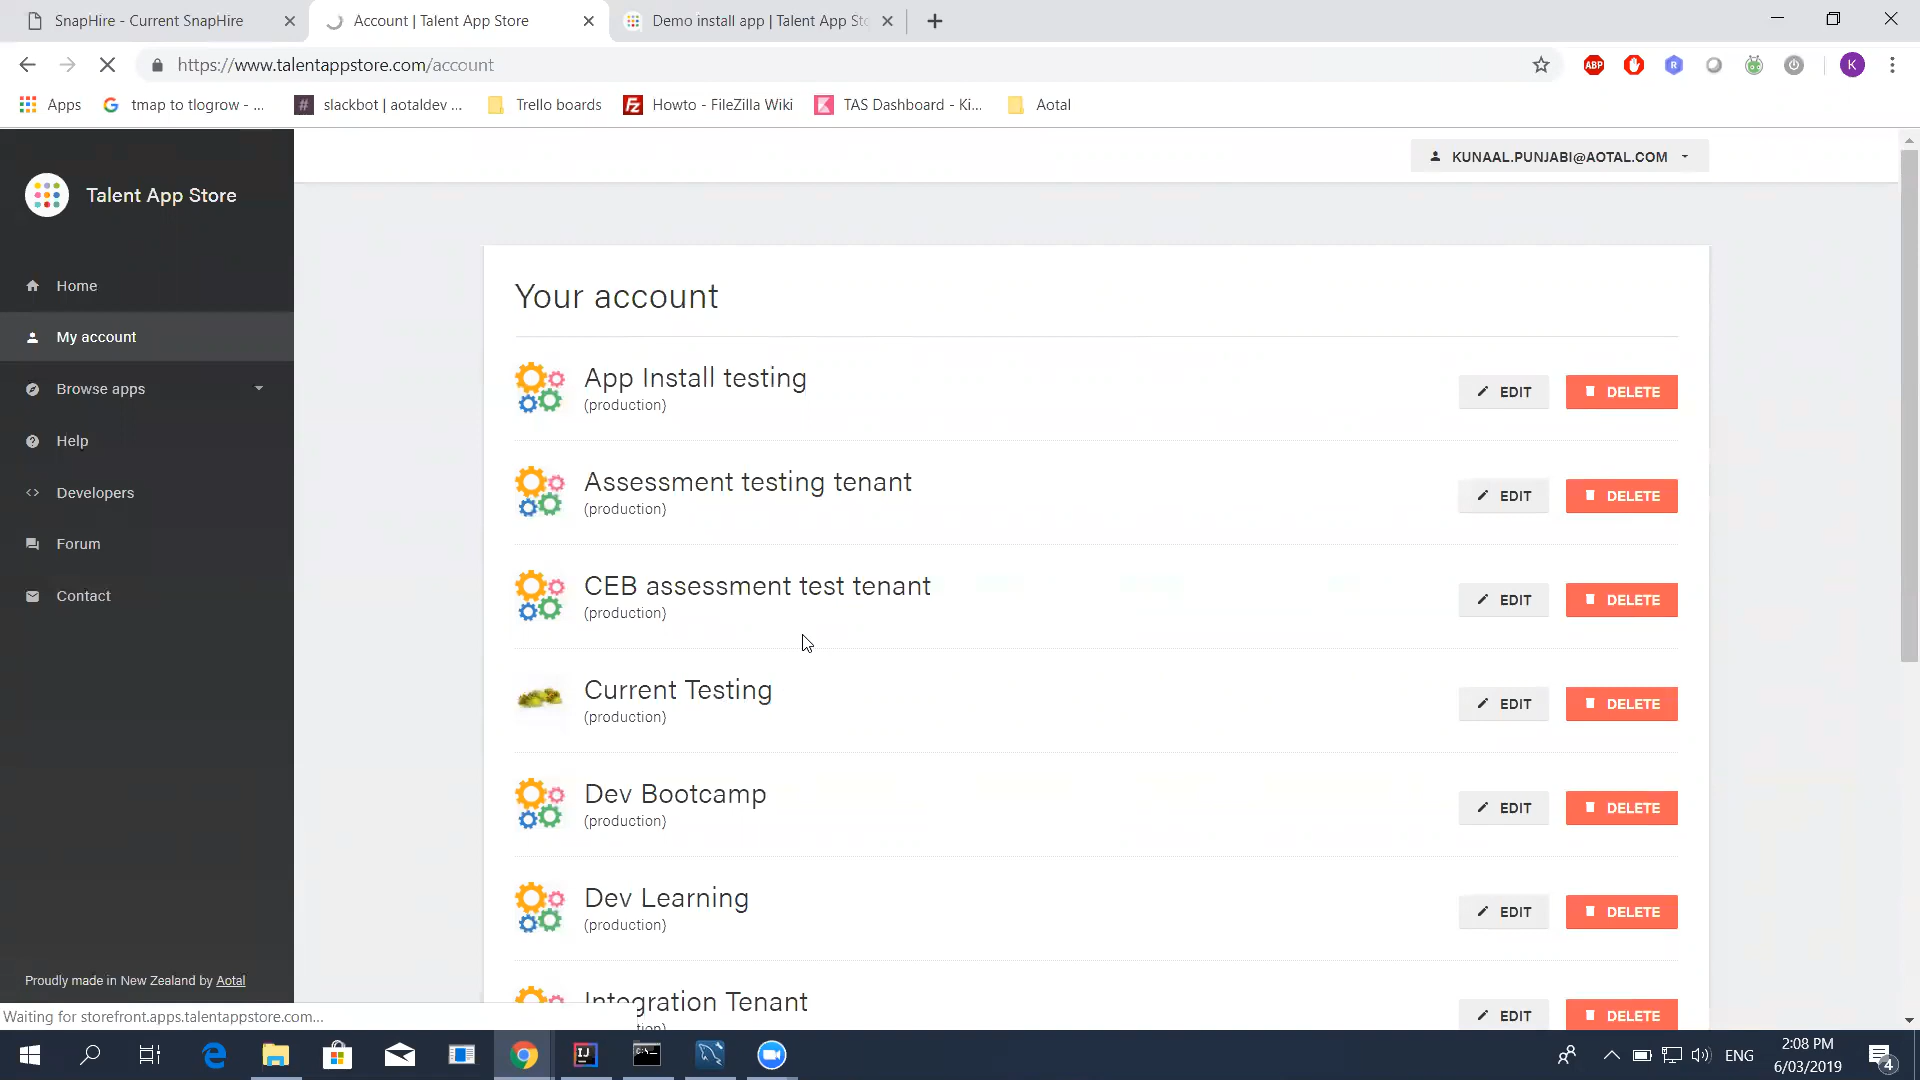 SnapHire - Current SnapHire
Account | Talent App Store
Demo install app | Talent App Sto
https://www.talentappstore.com/account
ABP
R
K
Apps
tmap to tlogrow - ...
slackbot | aotaldev ...
Trello boards
Howto - FileZilla Wiki
TAS Dashboard - Ki...
Aotal
Talent App Store
KUNAAL.PUNJABI@AOTAL.COM
Home
My account
Browse apps
Help
Developers
Forum
Contact
Your account
App Install testing
(production)
EDIT
DELETE
Assessment testing tenant
(production)
EDIT
DELETE
CEB assessment test tenant
(production)
EDIT
DELETE
Current Testing
(production)
EDIT
DELETE
Dev Bootcamp
(production)
EDIT
DELETE
Dev Learning
(production)
EDIT
DELETE
Integration Tenant
EDIT
DELETE
Proudly made in New Zealand by Aotal
Waiting for storefront.apps.talentappstore.com...
ENG
2:08 PM
6/03/2019
4